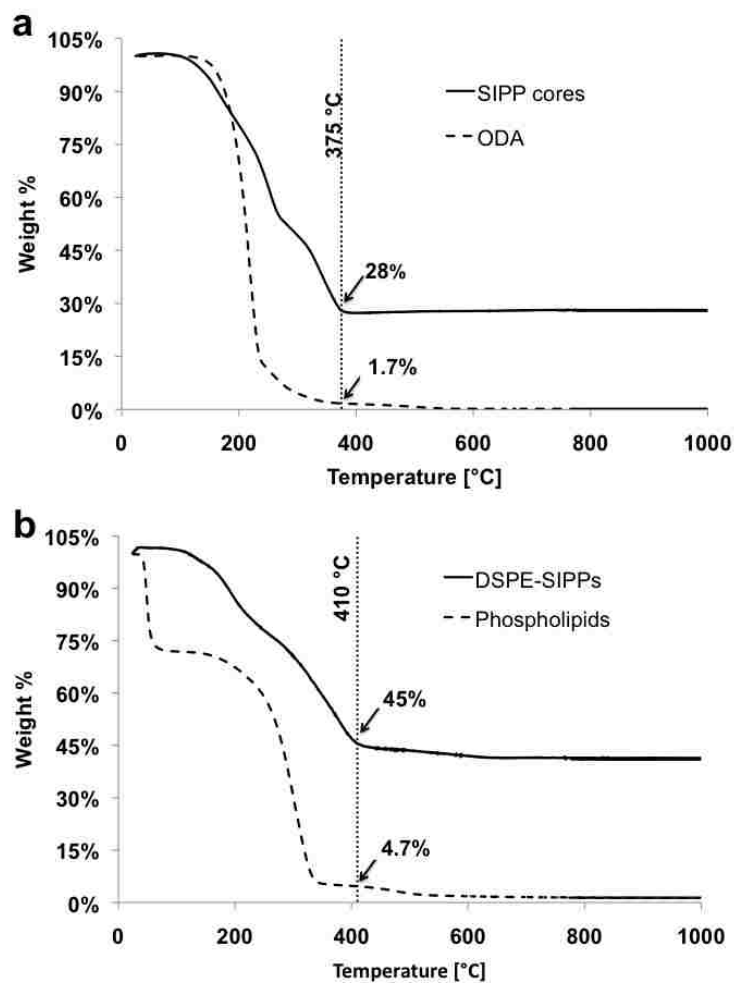 a
105%
90%
75%
60%
45%
30%
15%
0%
Weight %
375 °C
SIPP cores
ODA
28%
1.7%
0 200 400 600 800 1000
Temperature [°C]
b
105%
90%
75%
60%
45%
30%
15%
0%
Weight %
410 °C
DSPE-SIPPs
Phospholipids
45%
4.7%
0 200 400 600 800 1000
Temperature [°C]